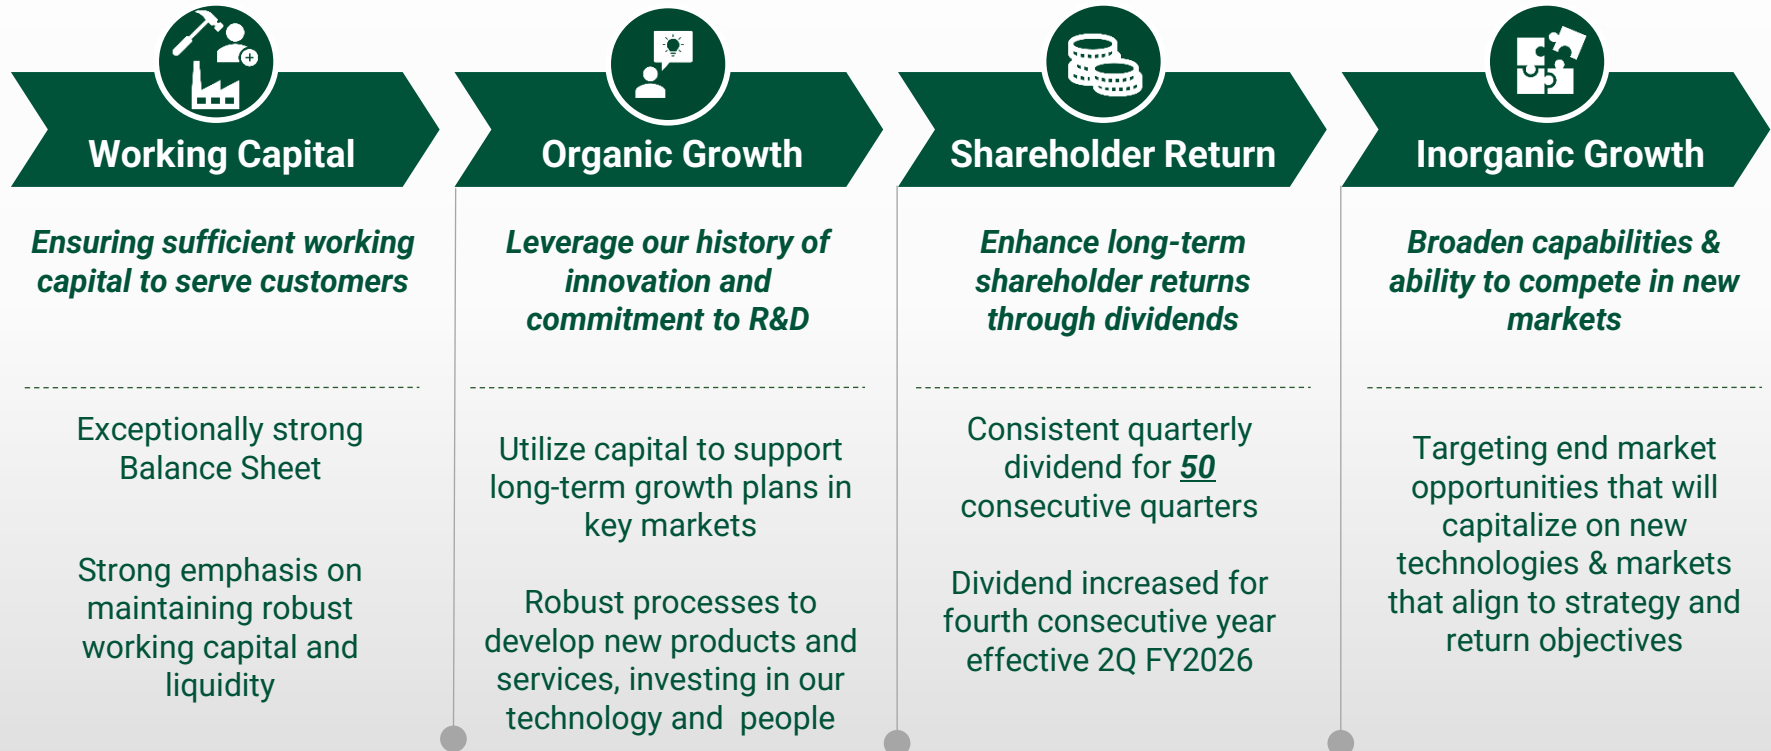 Working Capital
Ensuring sufficient working
capital to serve customers
Exceptionally strong
Balance Sheet
Strong emphasis on
maintaining robust
working capital and
liquidity
Organic Growth
Leverage our history of
innovation and
commitment to R&D
Utilize capital to support
long-term growth plans in
key markets
Robust processes to
develop new products and
services, investing in our
technology and people
Shareholder Return
Enhance long-term
shareholder returns
through dividends
Consistent quarterly
dividend for 50
consecutive quarters
Dividend increased for
fourth consecutive year
effective 2Q FY2026
Inorganic Growth
Broaden capabilities &
ability to compete in new
markets
Targeting end market
opportunities that will
capitalize on new
technologies & markets
that align to strategy and
return objectives